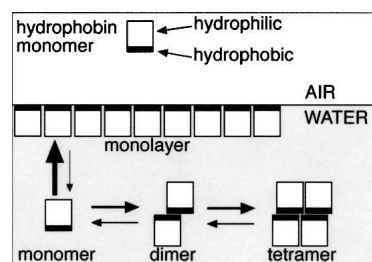 hydrophobin
monomer
hydrophilic
hydrophobic
AIR
WATER
monolayer
monomer
dimer
tetramer